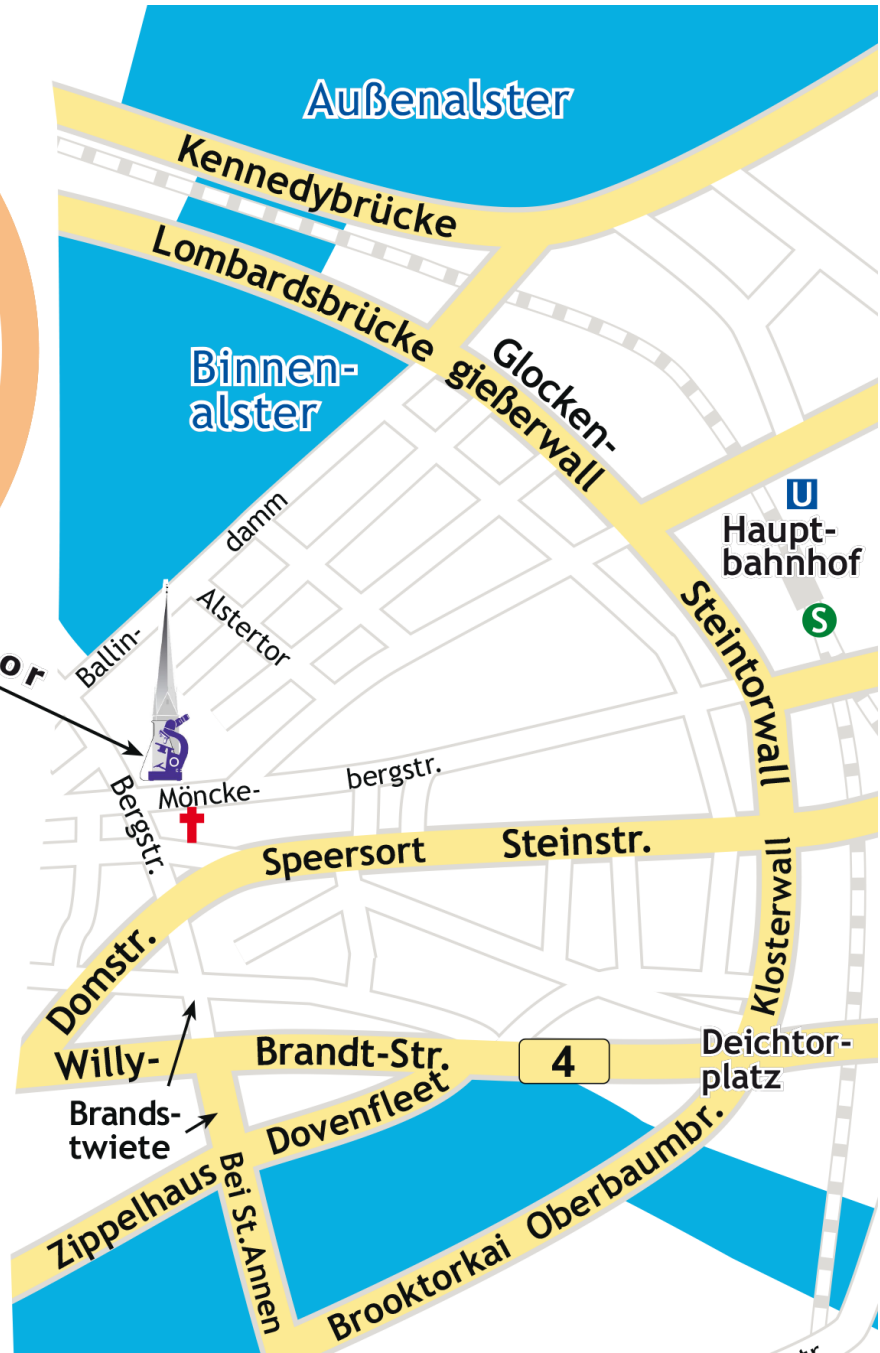 Außenalster
Kennedybrücke
Lombardsbrücke
Binnen-
alster
Glocken-
gießerwall
U
Haupt-
bahnhof
S
damm
Alstertor
Ballin-
or
Steintorwall
Bergstr.
Möncke-
bergstr.
Speersort
Steinstr.
Klosterwall
Domstr.
Willy-
Brandt-Str.
4
Deichtor-
platz
Brands-
twiete
Dovenfleet
Zippelhaus
Bei St.Annen
Oberbaumbr.
Brooktorkai